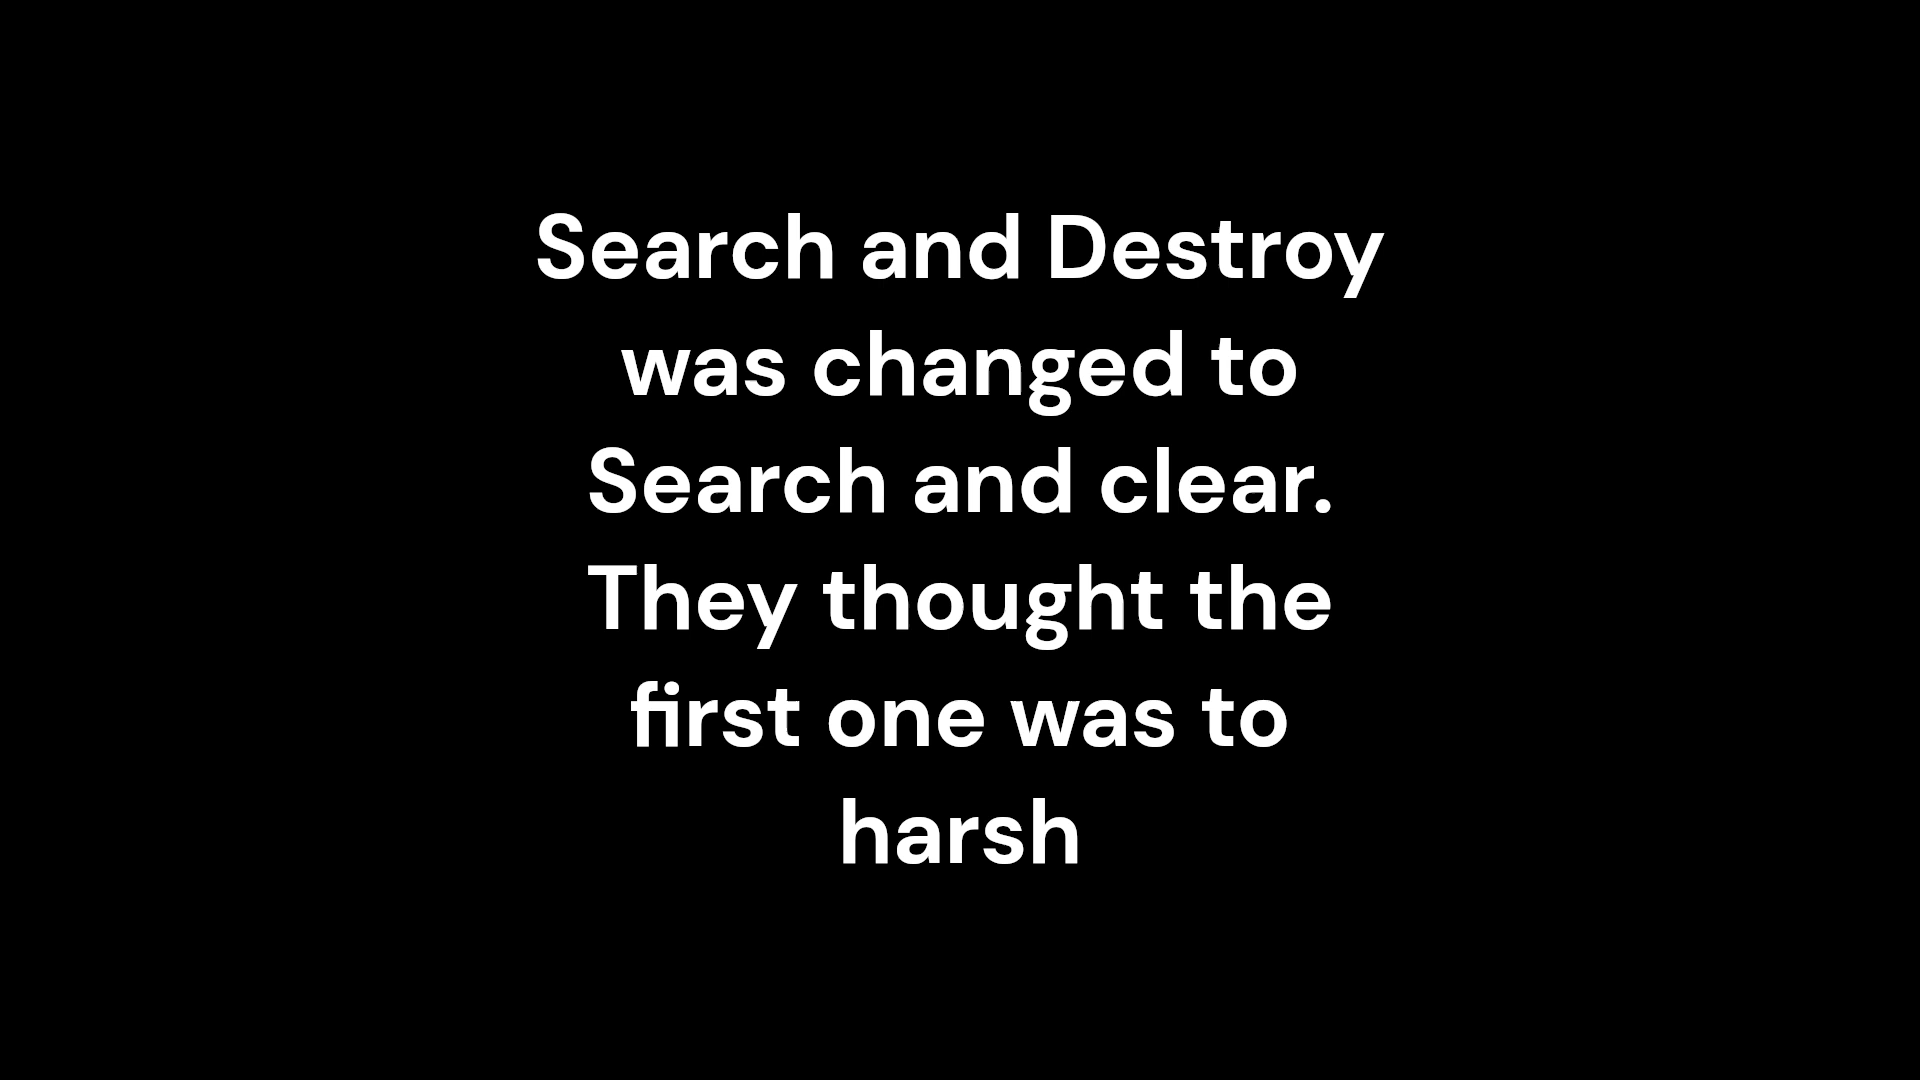 Search and Destroy
was changed to
Search and clear.
They thought the
first one was to
harsh